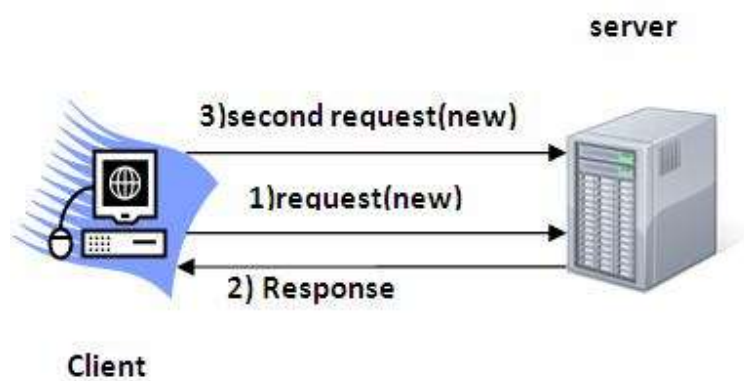 server
3)second request(new)
1)request(new)
2) Response
Client